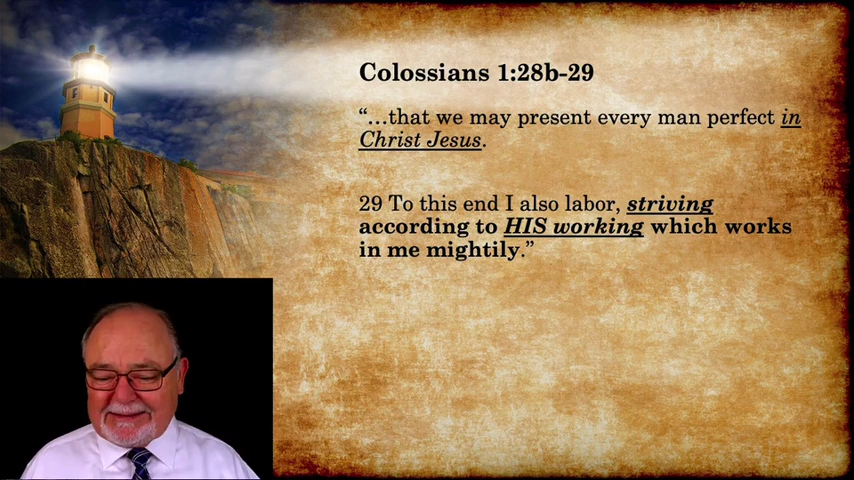 Colossians 1:28b-29
“…that we may present every man perfect in
Christ Jesus.
29 To this end I also labor, striving
according to HIS working which works
in me mightily.”